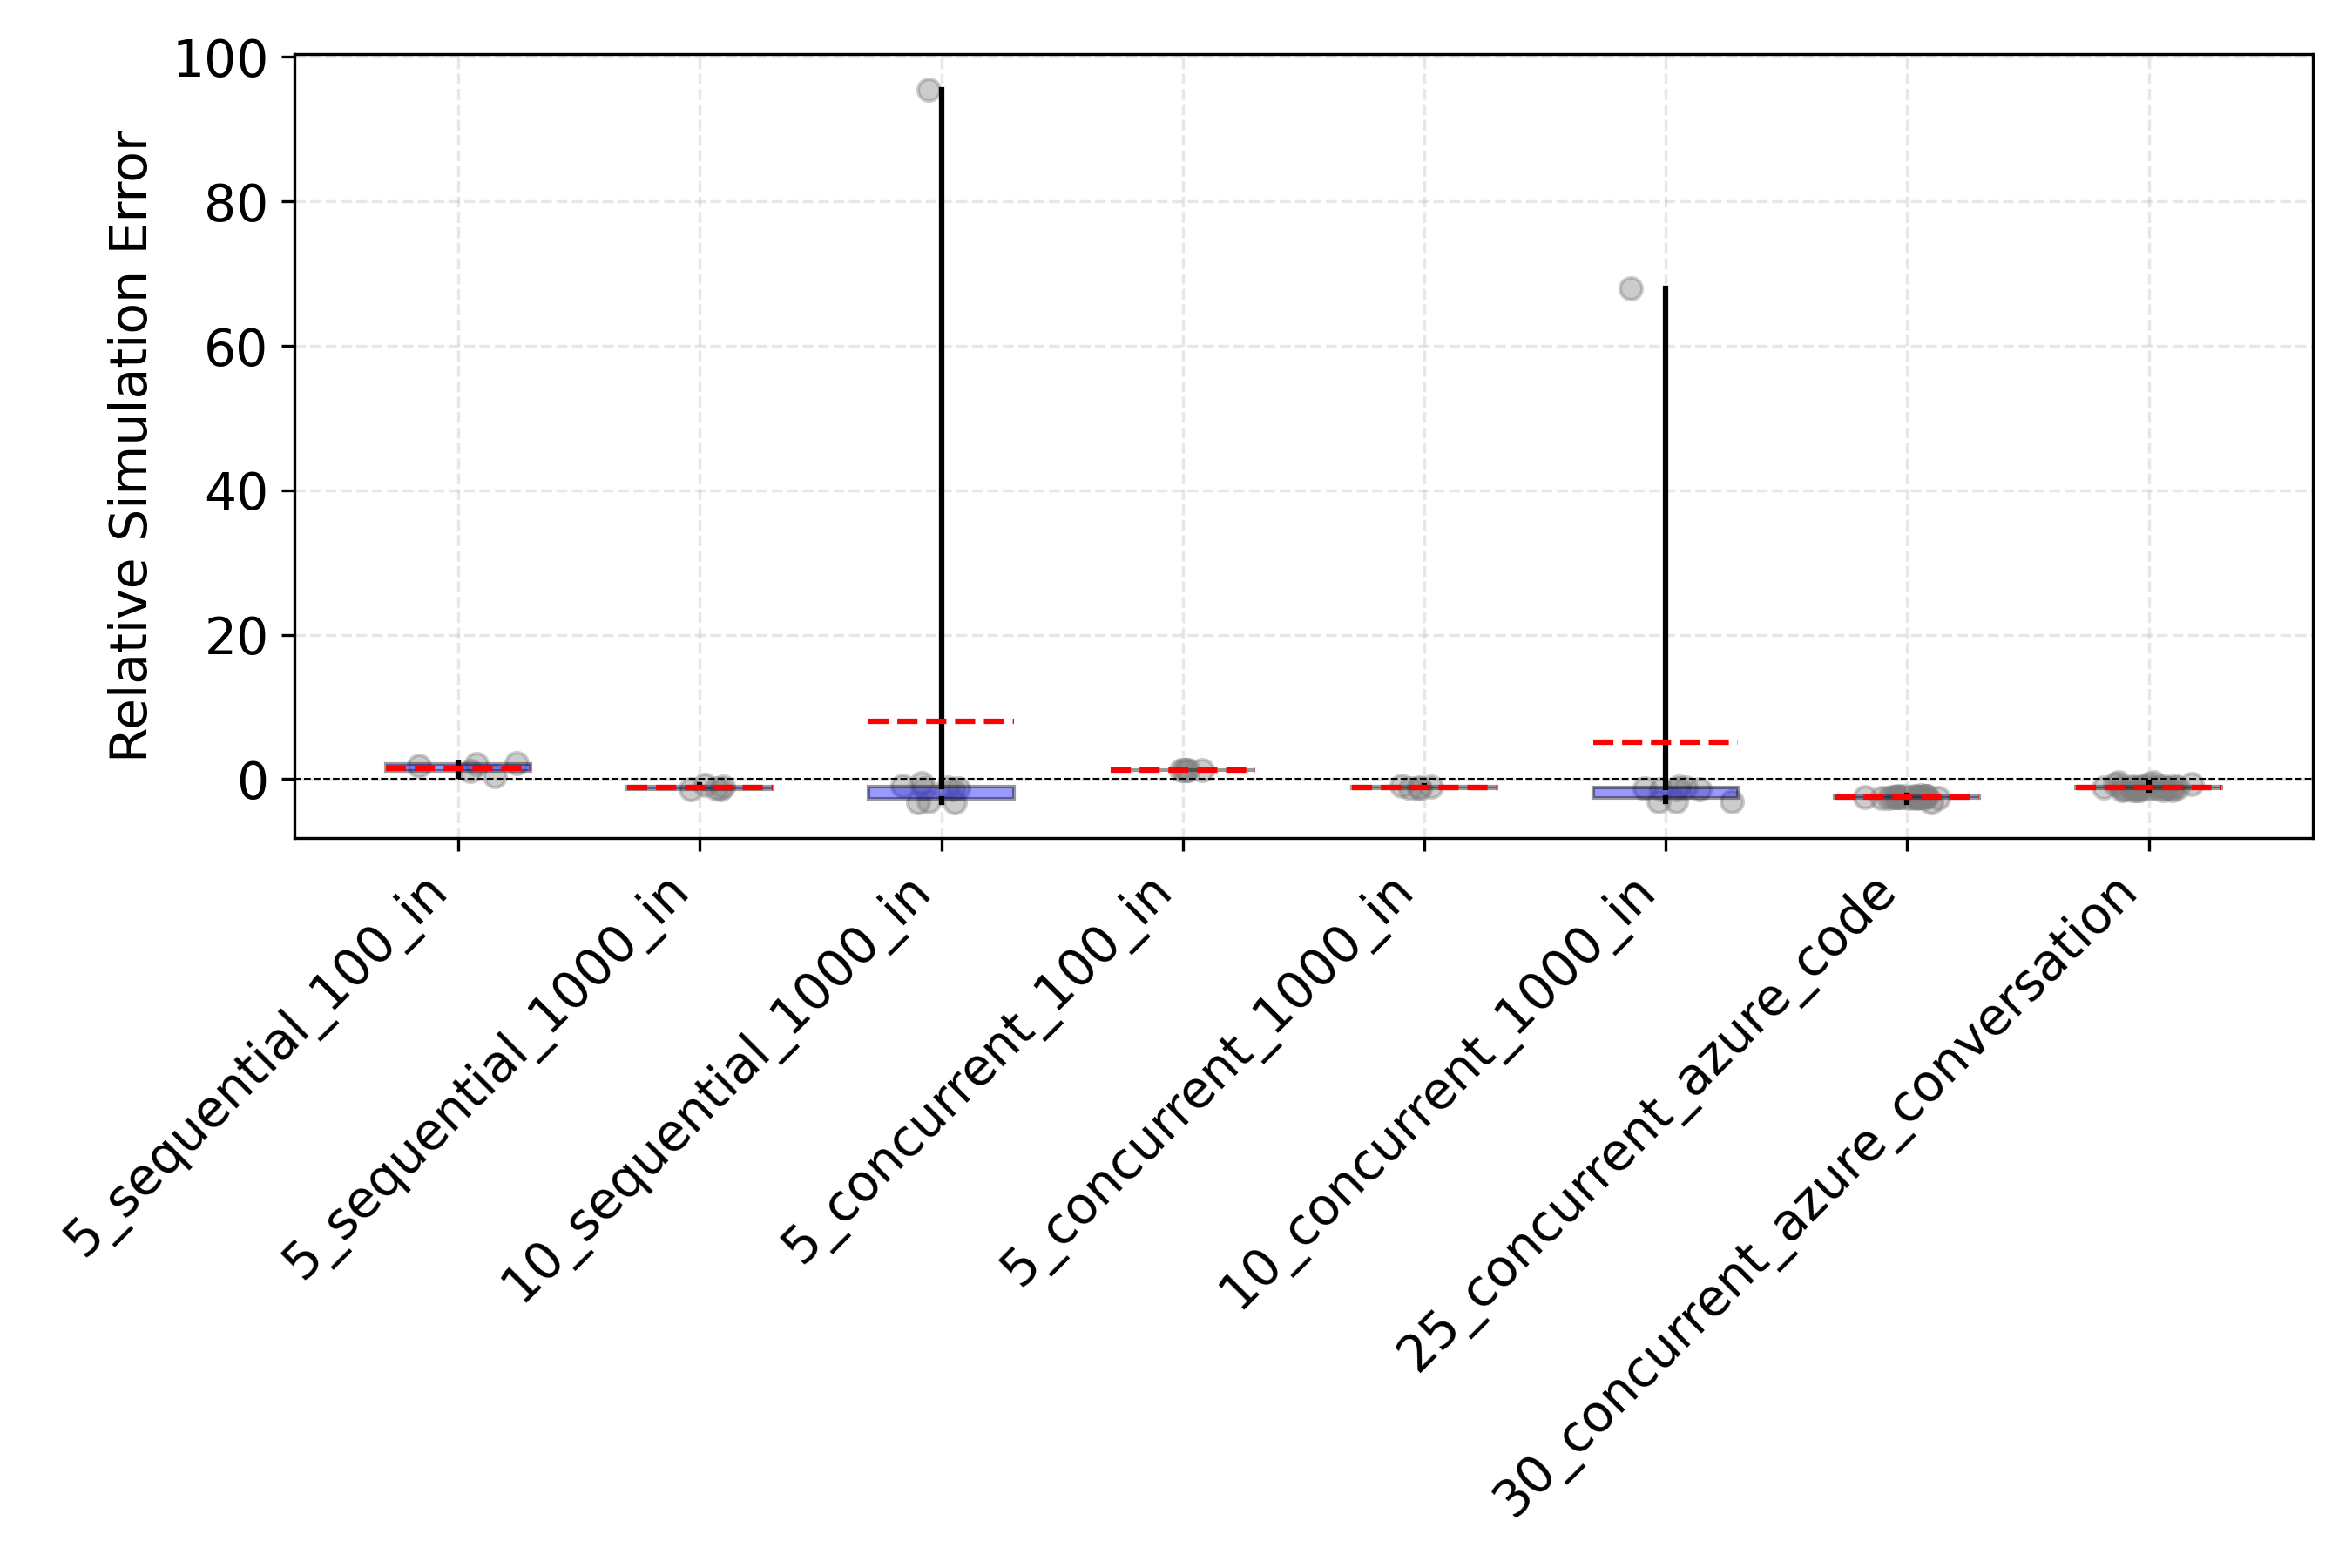 Relative Simulation Error
100
80
60
40
20
0
5_sequential_100_in
5_sequential_1000_in
10_sequential_1000_in
5_concurrent_100_in
5_concurrent_1000_in
10_concurrent_1000_in
25_concurrent_azure_code
30_concurrent_azure_conversation